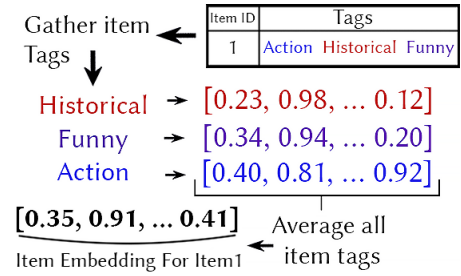 Gather item
Tags
Item ID Tags
1 Action Historical Funny
Historical [0.23, 0.98, ... 0.12]
Funny [0.34, 0.94, ... 0.20]
Action [0.40, 0.81, ... 0.92]
Average all
item tags
[0.35, 0.91, ... 0.41]
Item Embedding For Item1